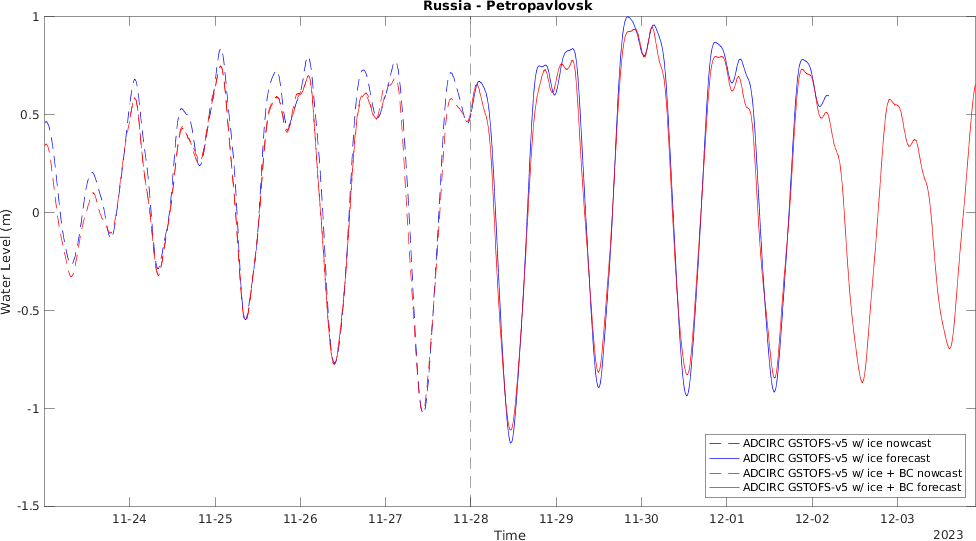 Russia - Petropavlovsk
1
0.5
0
-0.5
-1
-1.5
Water Level (m)
11-24
11-25
11-26
11-27
11-28
11-29
11-30
12-01
12-02
12-03
Time
2023
ADCIRC GSTOFS-v5 w/ ice nowcast
ADCIRC GSTOFS-v5 w/ ice forecast
ADCIRC GSTOFS-v5 w/ ice + BC nowcast
ADCIRC GSTOFS-v5 w/ ice + BC forecast